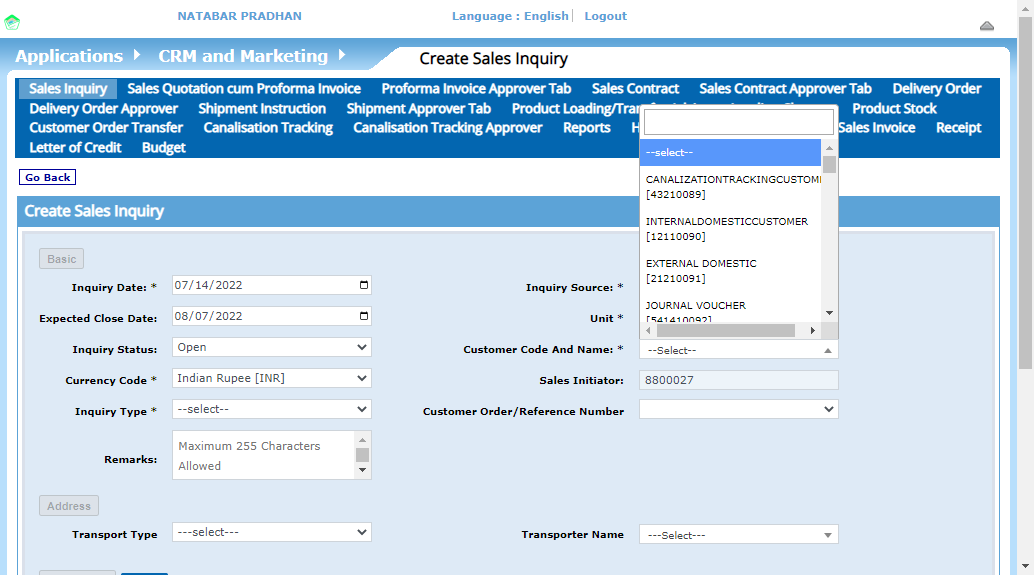 NATABAR PRADHAN Language : English Logout
Applications CRM and Marketing Create Sales Inquiry
Sales Inquiry Sales Quotation cum Proforma Invoice Proforma Invoice Approver Tab Sales Contract Sales Contract Approver Tab Delivery Order
Delivery Order Approver Shipment Instruction Shipment Approver Tab Product Stock
Customer Order Transfer Canalisation Tracking Canalisation Tracking Approver Reports H Sales Invoice Receipt
Letter of Credit Budget
Go Back
Create Sales Inquiry
--select--
CANALIZATIONTRACKINGCUSTOM
[43210089]
INTERNALDOMESTICCUSTOMER
[12110090]
EXTERNAL DOMESTIC
[21210091]
JOURNAL VOUCHER
[541410092]
Basic
Inquiry Date: * 07/14/2022 Inquiry Source: *
Expected Close Date: 08/07/2022 Unit *
Inquiry Status: Open Customer Code And Name: * --Select--
Currency Code * Indian Rupee [INR] Sales Initiator: 8800027
Inquiry Type * --select-- Customer Order/Reference Number
Remarks: Maximum 255 Characters
Allowed
Address
Transport Type ---select--- Transporter Name ---Select---